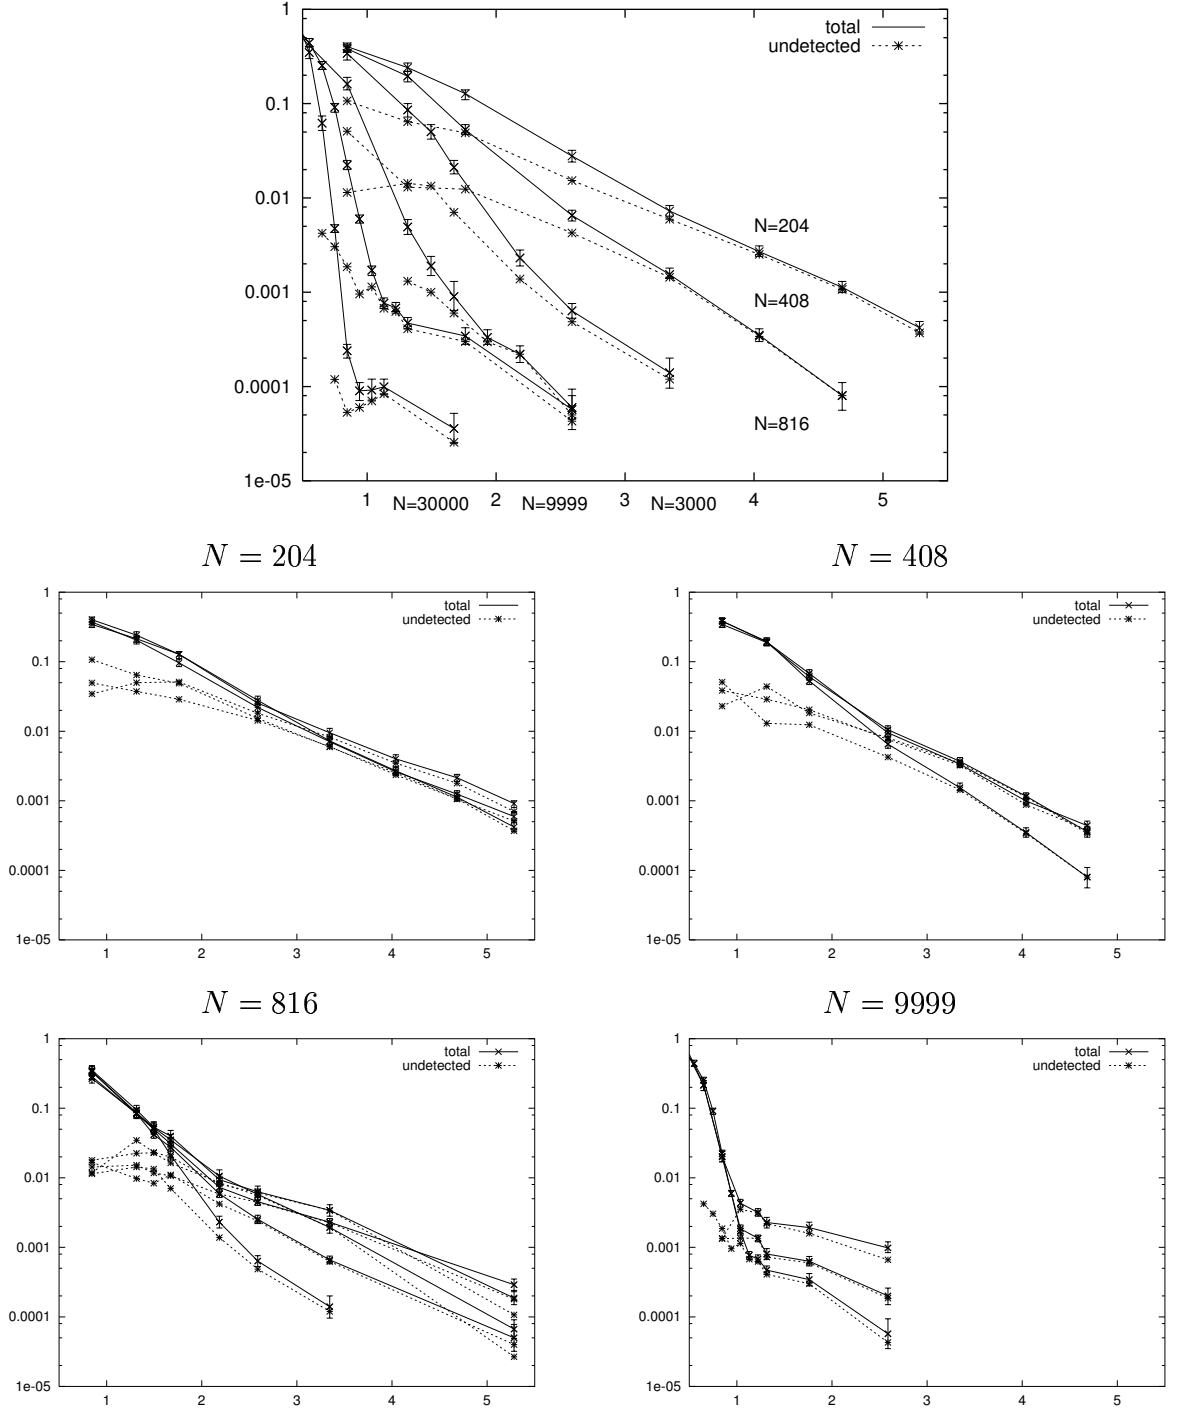 1
total
undetected
0.1
0.01
N=204
0.001
N=408
0.0001
N=816
1e-05
1 2 3 4 5
N=30000 N=9999 N=3000
N = 204
1
total
undetected
0.1
0.01
0.001
0.0001
1e-05
1 2 3 4 5
N = 408
1
total
undetected
0.1
0.01
0.001
0.0001
1e-05
1 2 3 4 5
N = 816
1
total
undetected
0.1
0.01
0.001
0.0001
1e-05
1 2 3 4 5
N = 9999
1
total
undetected
0.1
0.01
0.001
0.0001
1e-05
1 2 3 4 5